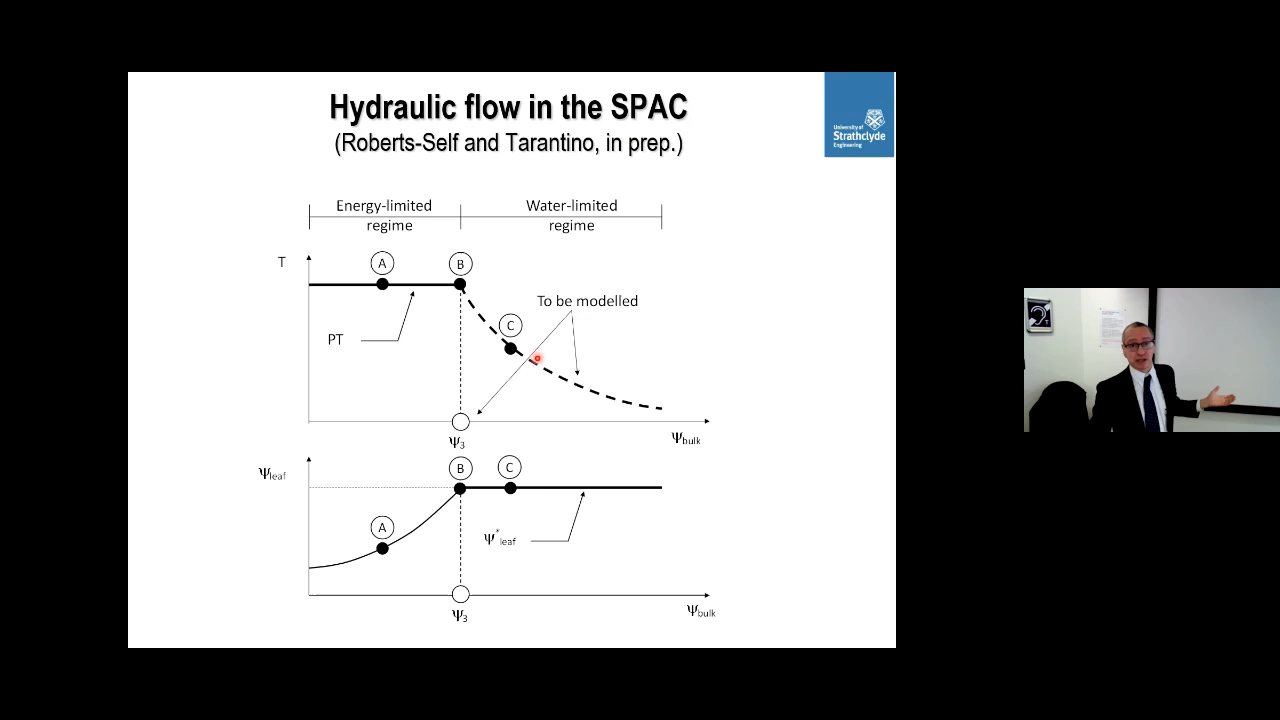 Hydraulic flow in the SPAC
(Roberts-Self and Tarantino, in prep.)
University of
Strathclyde
Engineering
Energy-limited
regime
Water-limited
regime
T
A
B
To be modelled
C
PT
Ψ3
Ψbulk
Ψleaf
B
C
A
Ψ*leaf
Ψ3
Ψbulk